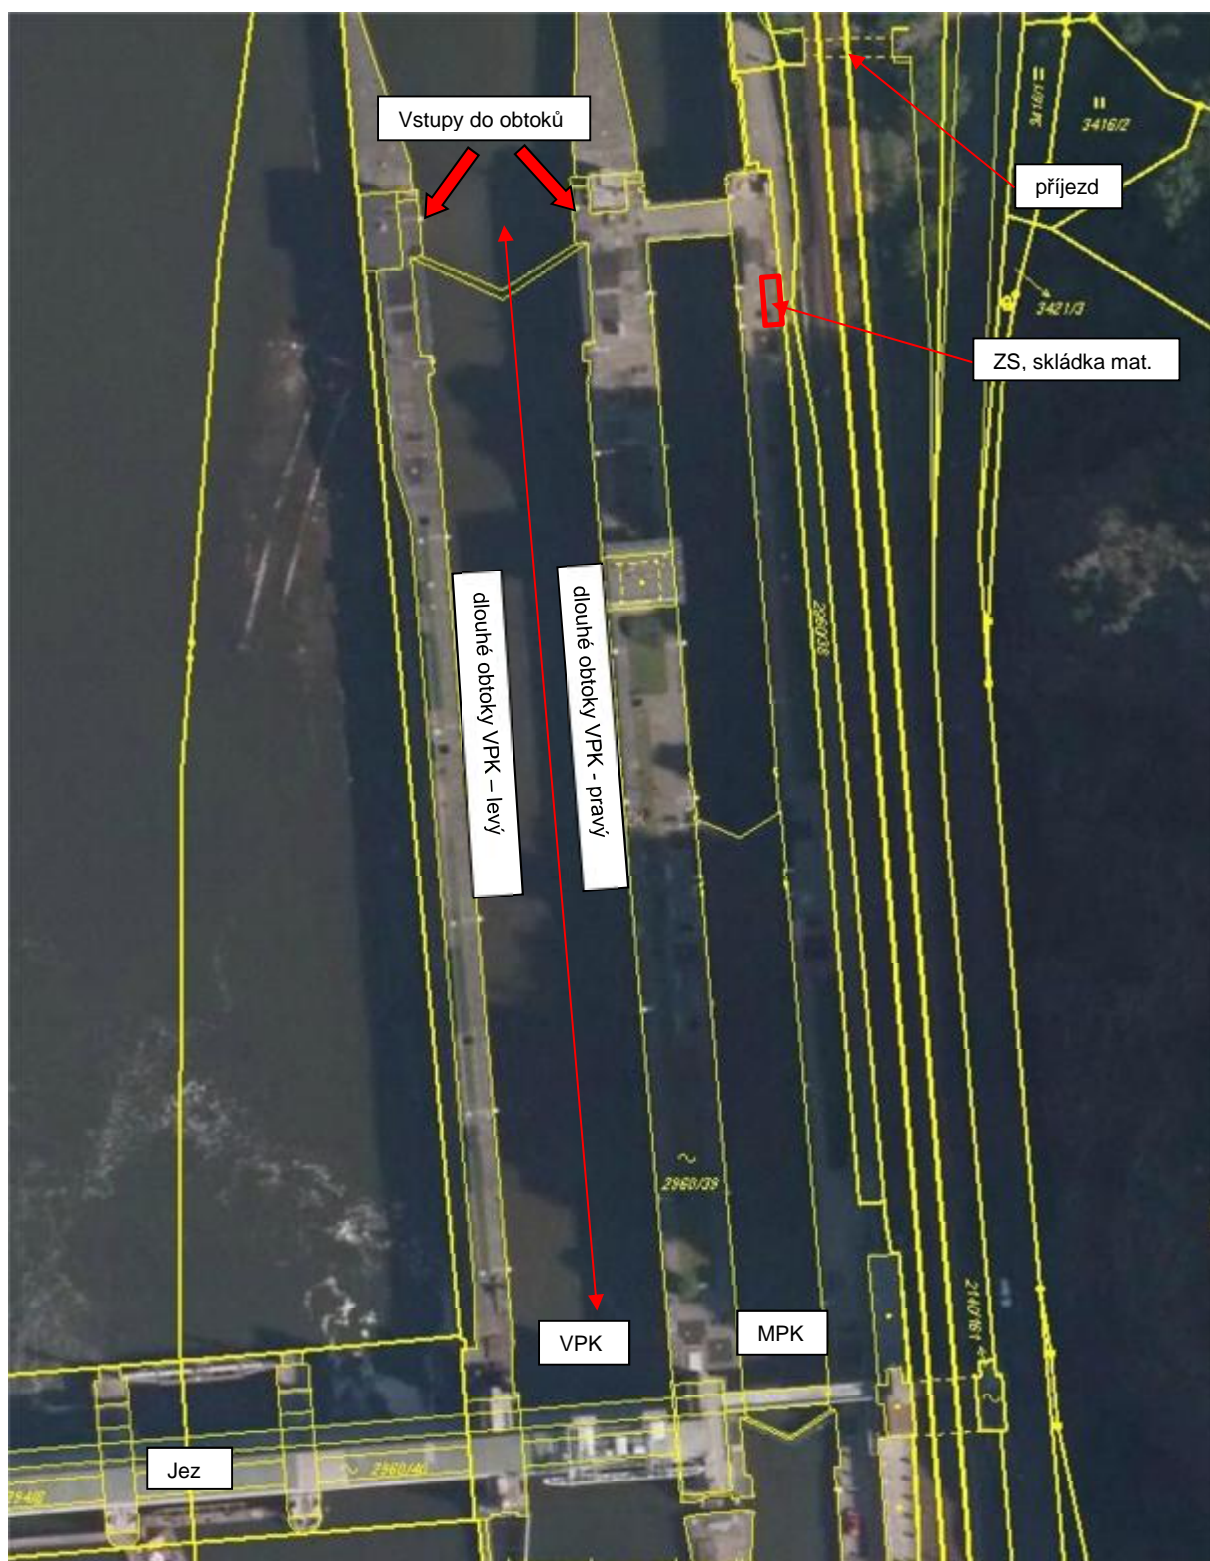 Vstupy do obtoků
3416/1
3416/2
příjezd
3421/3
ZS, skládka mat.
dlouhé obtoky VPK – levý
dlouhé obtoky VPK - pravý
2960/38
2960/39
2140/161
VPK
MPK
Jez
2960/40